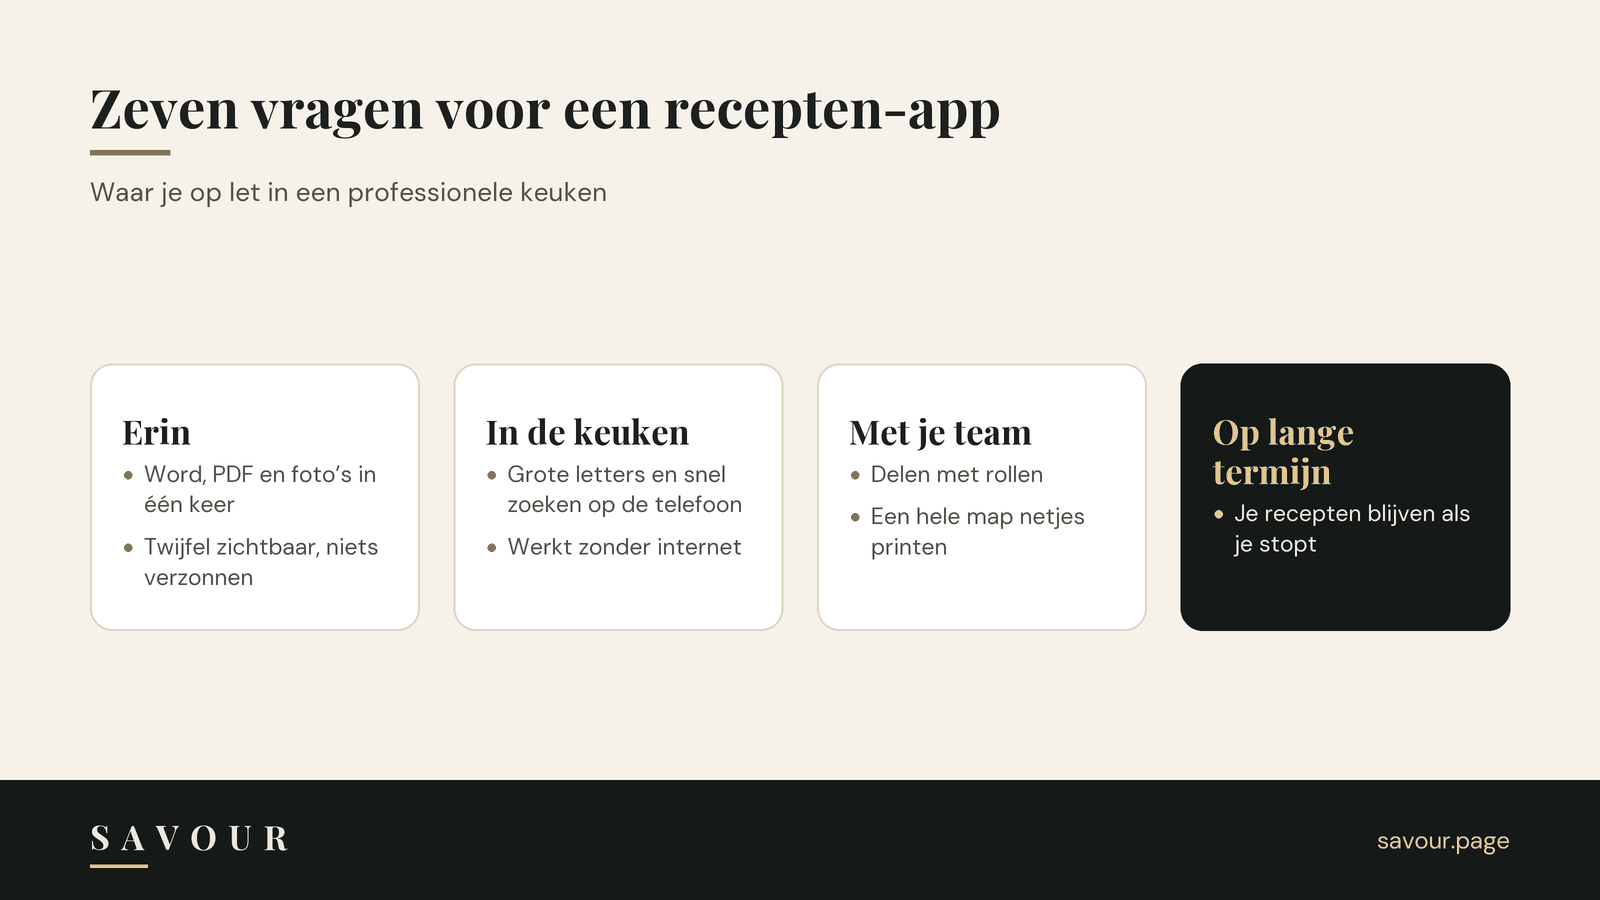 Zeven vragen voor een recepten-app
Waar je op let in een professionele keuken
Erin
Word, PDF en foto’s in
één keer
Twijfel zichtbaar, niets
verzonnen
In de keuken
Grote letters en snel
zoeken op de telefoon
Werkt zonder internet
Met je team
Delen met rollen
Een hele map netjes
printen
Op lange
termijn
Je recepten blijven als
je stopt
SAVOUR
savour.page